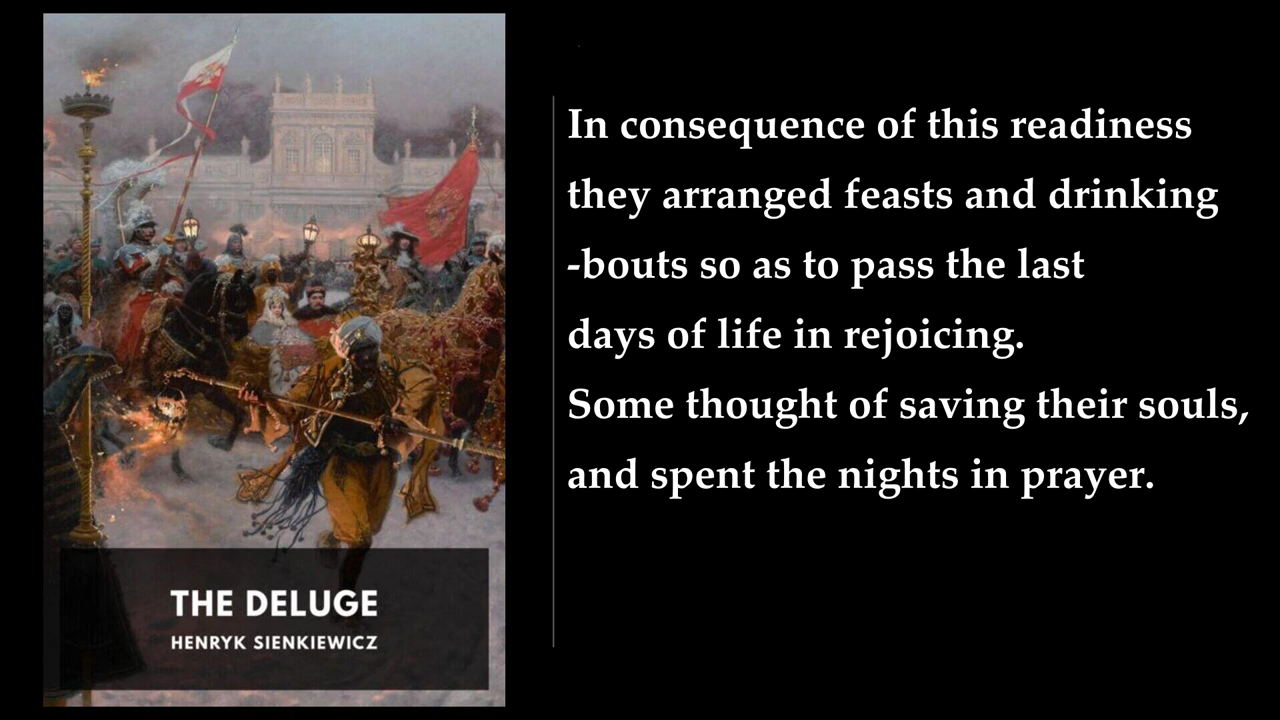 THE DELUGE
HENRYK SIENKIEWICZ
In consequence of this readiness
they arranged feasts and drinking
-bouts so as to pass the last
days of life in rejoicing.
Some thought of saving their souls,
and spent the nights in prayer.